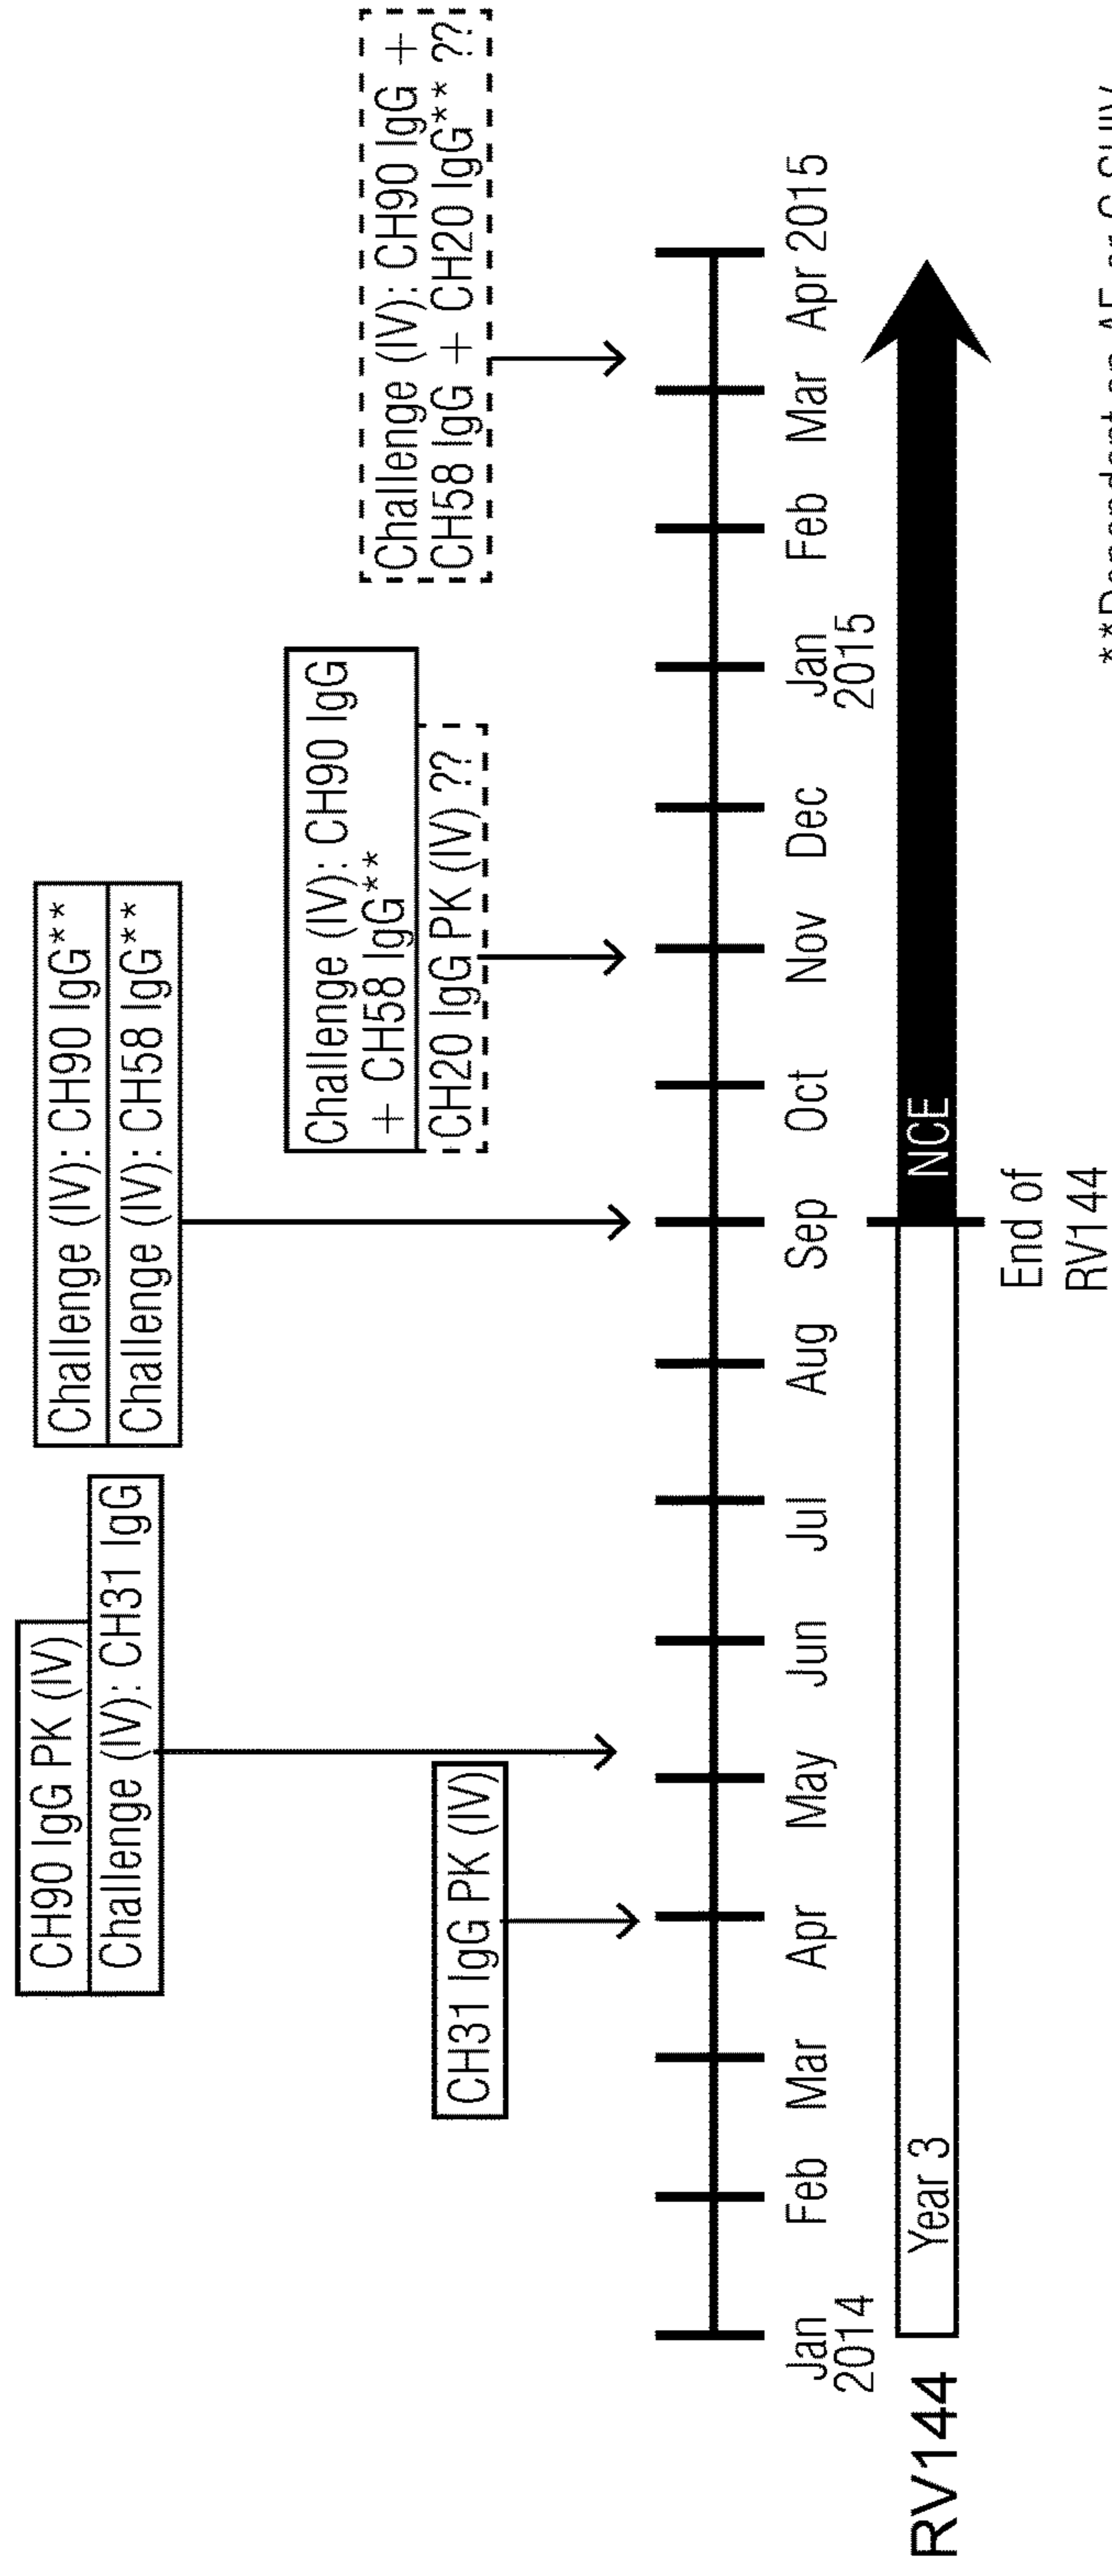 CH90 IgG PK (IV)
Challenge (IV): CH31 IgG
CH31 IgG PK (IV)
Challenge (IV): CH90 IgG**
Challenge (IV): CH58 IgG**
Challenge (IV): CH90 IgG
+ CH58 IgG**
CH20 IgG PK (IV) ??
Challenge (IV): CH90 IgG +
CH58 IgG + CH20 IgG** ??
Jan
2014
Feb
Mar
Apr
May
Jun
Jul
Aug
Sep
Oct
Nov
Dec
Jan
2015
Feb
Mar
Apr 2015
RV144
Year 3
NCE
End of
RV144